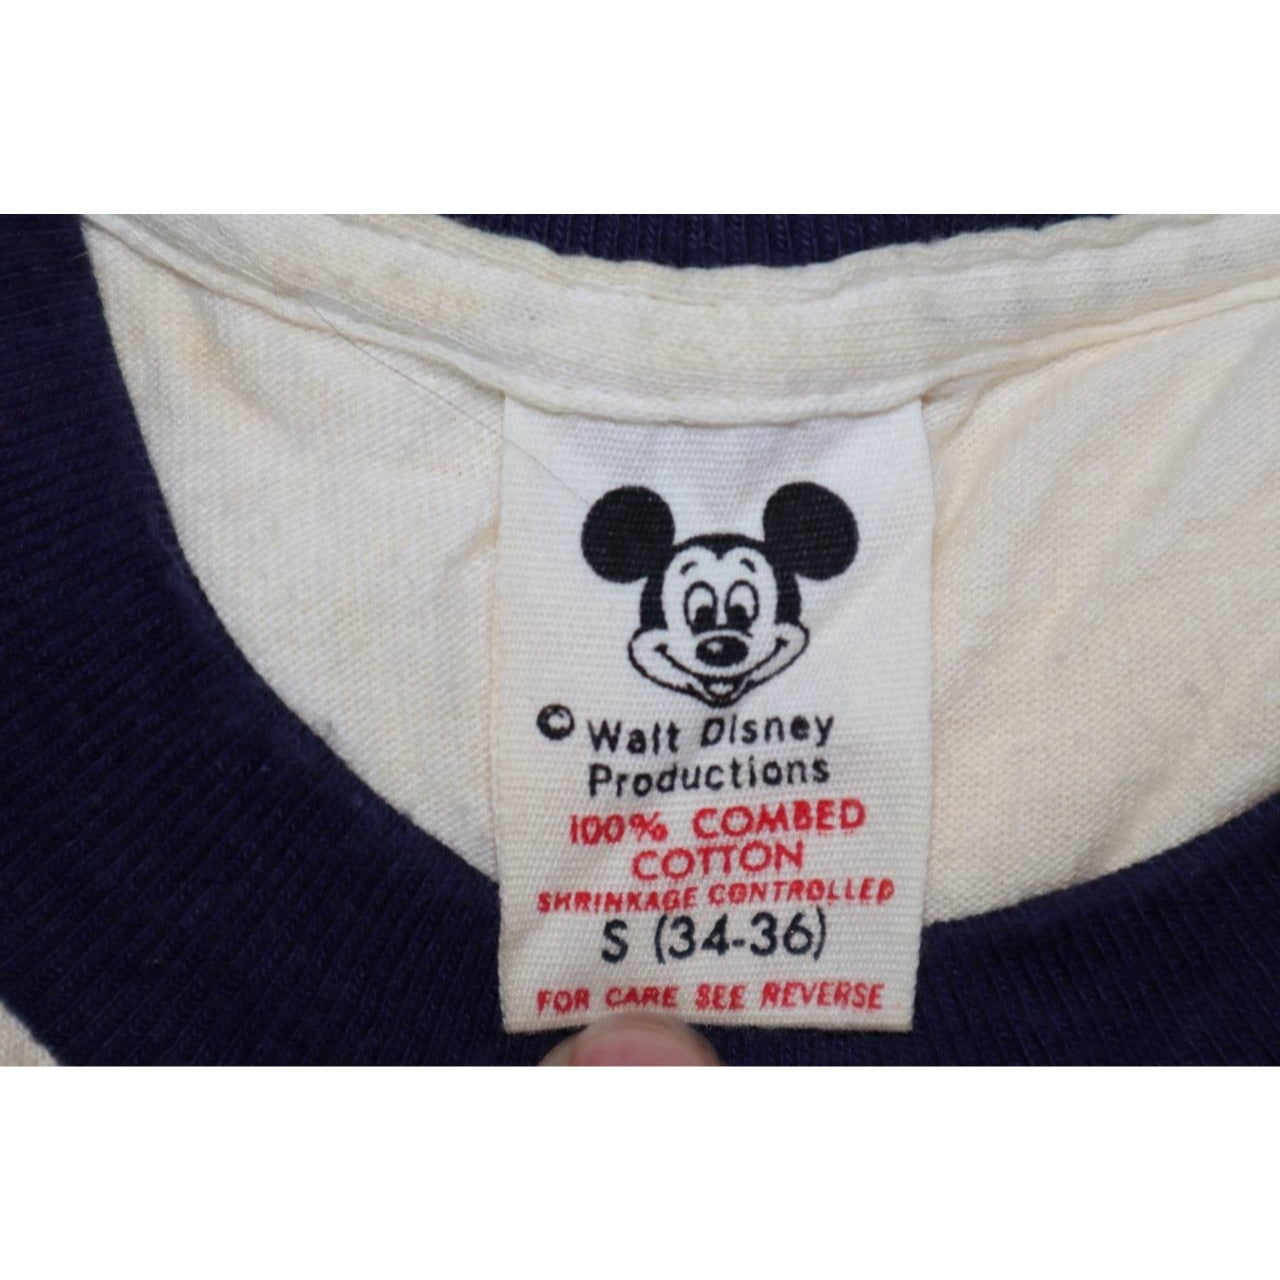 © Walt Disney
Productions
100% COMBED
COTTON
SHRINKAGE CONTROLLED
S (34-36)
FOR CARE SEE REVERSE